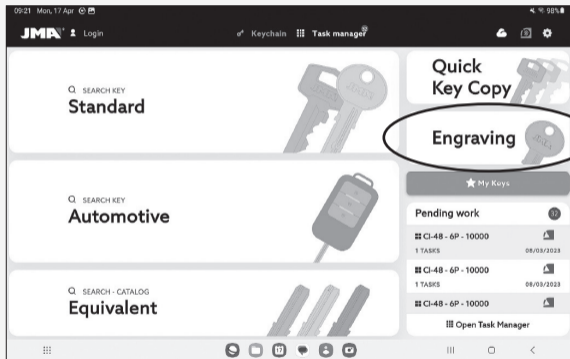 09:21 Mon, 17 Apr
98%
JMA Login
Keychain Task manager
SEARCH KEY
Standard
Quick
Key Copy
Engraving
JMA
My Keys
SEARCH KEY
Automotive
Pending work 32
CI-48 - 6P - 10000
1 TASKS 08/03/2023
CI-48 - 6P - 10000
1 TASKS 08/03/2023
CI-48 - 6P - 10000
SEARCH - CATALOG
Equivalent
Open Task Manager